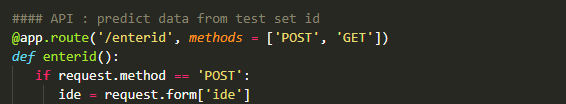 #### API : predict data from test set id
@app.route('/enterid', methods = ['POST', 'GET'])
def enterid():
if request.method == 'POST':
ide = request.form['ide']